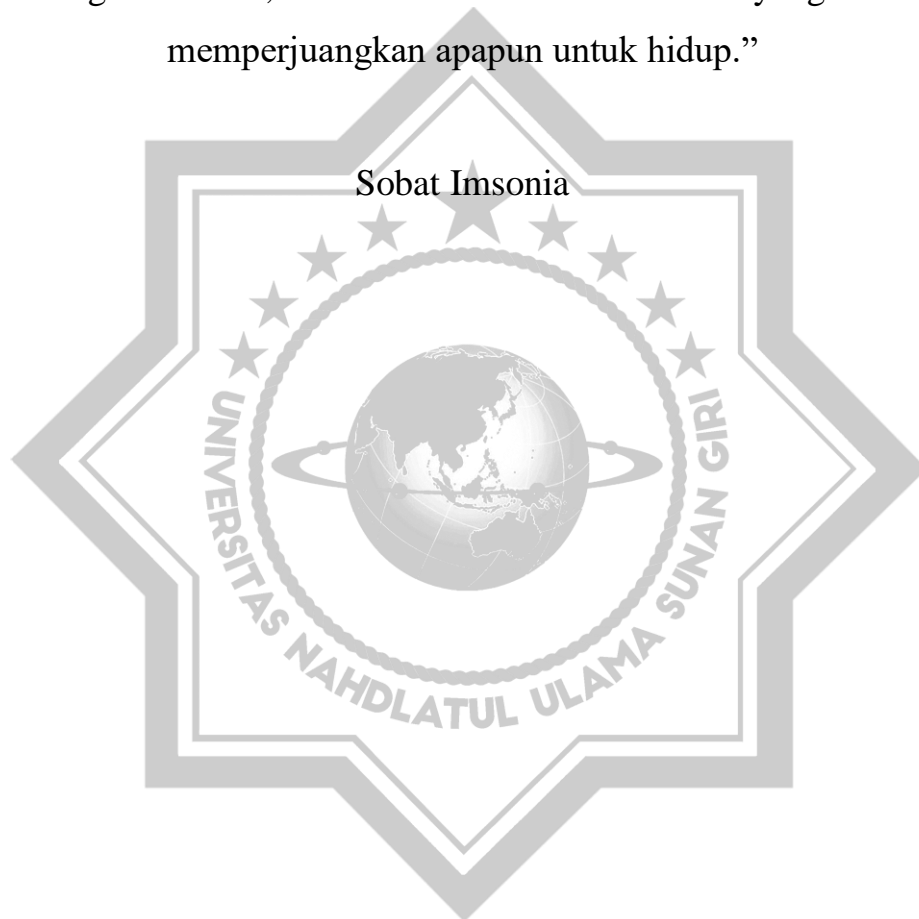 memperjuangkan apapun untuk hidup.”
Sobat Imsonia
UNIVERSITAS NAHDLATUL ULAMA SUNAN GIRI